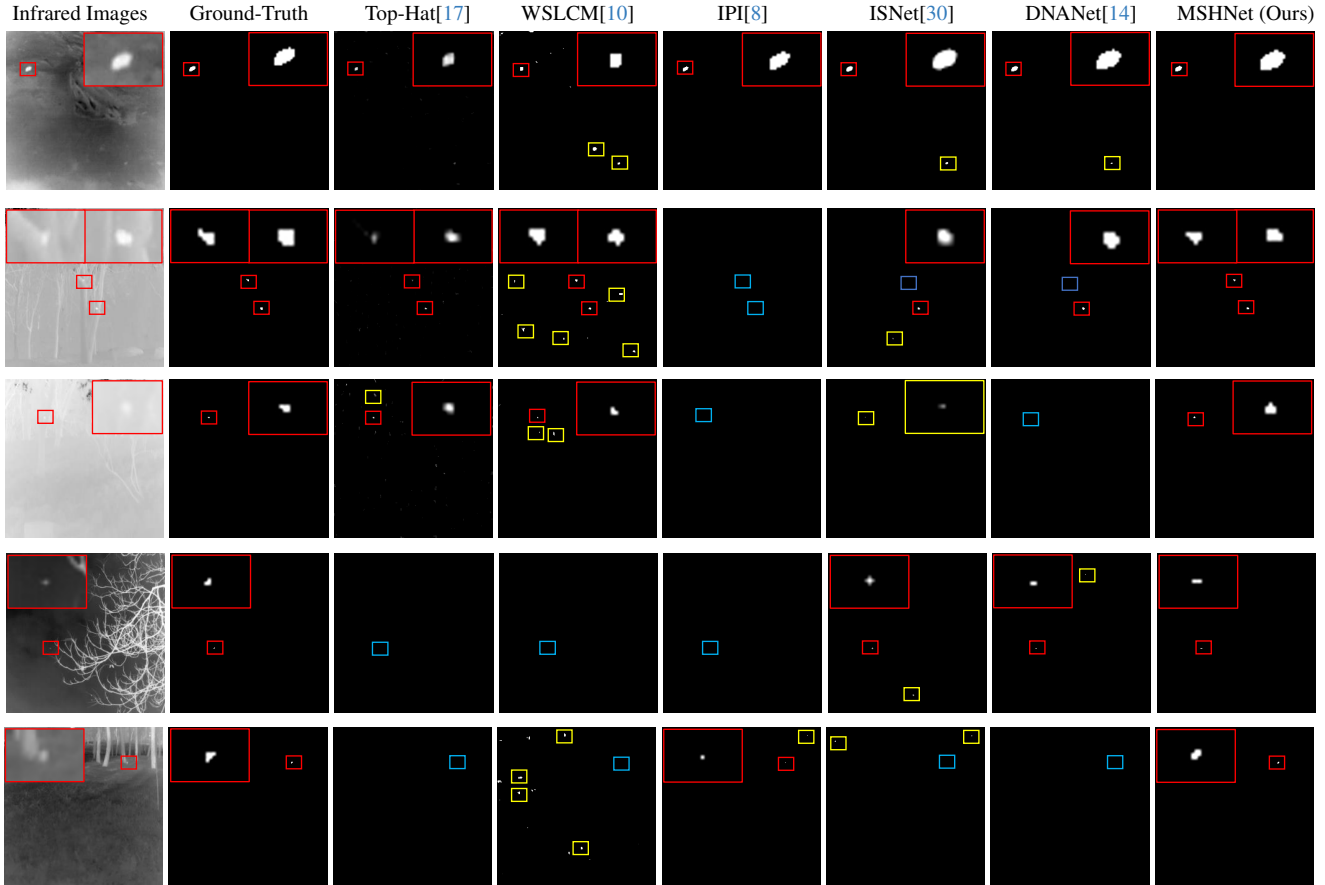 Infrared Images Ground-Truth Top-Hat[17] WSLCM[10] IPI[8] ISNet[30] DNANet[14] MSHNet (Ours)